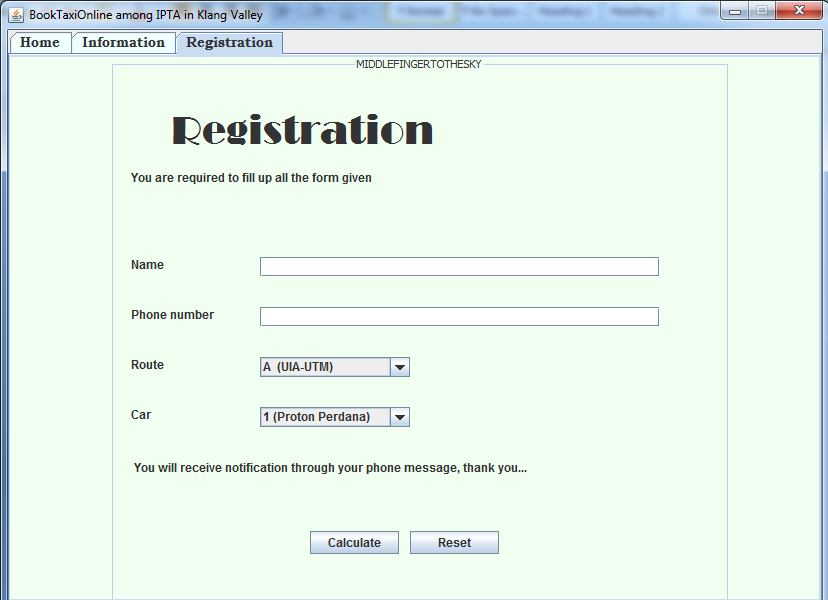 BookTaxiOnline among IPTA in Klang Valley
Home Information Registration
MIDDLEFINGERTOTHESKY
Registration
You are required to fill up all the form given
Name
Phone number
Route A (UIA-UTM)
Car 1 (Proton Perdana)
You will receive notification through your phone message, thank you...
Calculate Reset